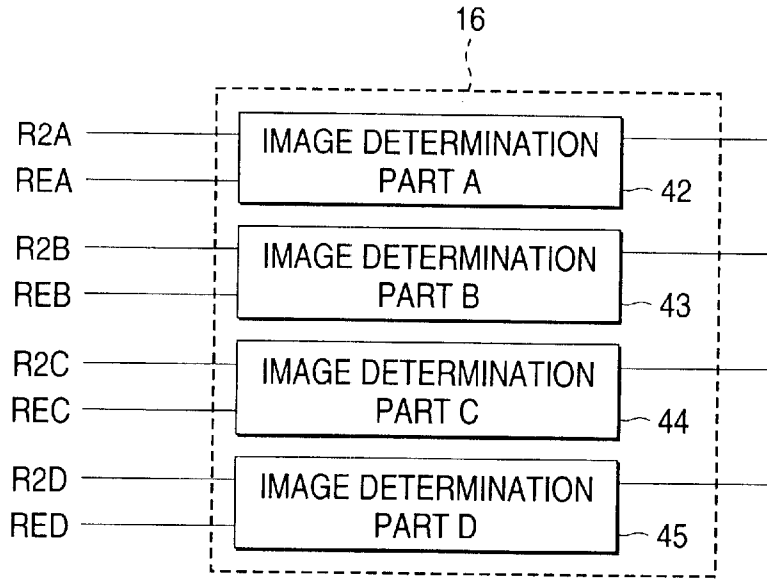 16
R2A
REA
IMAGE DETERMINATION
PART A
42
R2B
REB
IMAGE DETERMINATION
PART B
43
R2C
REC
IMAGE DETERMINATION
PART C
44
R2D
RED
IMAGE DETERMINATION
PART D
45